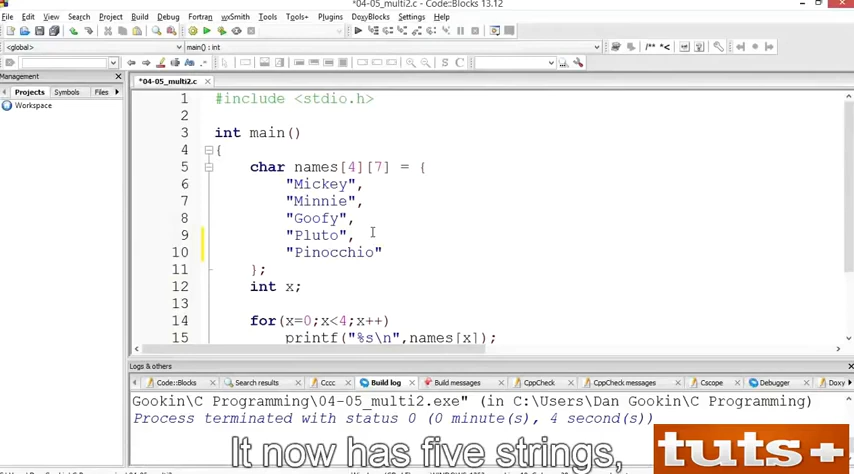 *04-05_multi2.c - Code::Blocks 13.12
File Edit View Search Project Build Debug Fortran wxSmith Tools Tools+ Plugins DoxyBlocks Settings Help
<global> main() : int
Management
Projects Symbols Files
Workspace
*04-05_multi2.c
1 #include <stdio.h>
2
3 int main()
4 {
5 char names[4][7] = {
6 "Mickey",
7 "Minnie",
8 "Goofy",
9 "Pluto",
10 "Pinocchio"
11 };
12 int x;
13
14 for(x=0;x<4;x++)
15 printf("%s\n",names[x]);
Logs & others
Code::Blocks Search results Cccc Build log Build messages CppCheck CppCheck messages Cscope Debugger Doxy
Gookin\C Programming\04-05_multi2.exe" (in C:\Users\Dan Gookin\C Programming)
Process terminated with status 0 (0 minute(s), 4 second(s))
It now has five strings,
tuts+